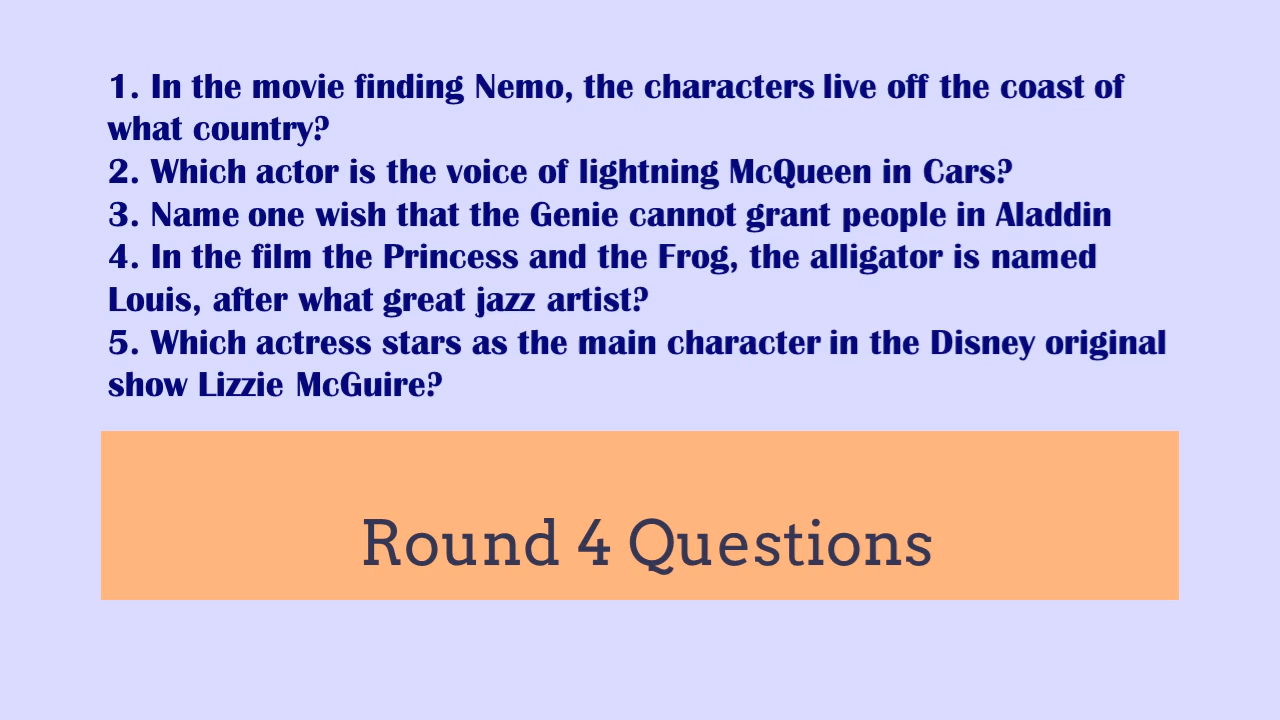 1. In the movie finding Nemo, the characters live off the coast of
what country?
2. Which actor is the voice of lightning McQueen in Cars?
3. Name one wish that the Genie cannot grant people in Aladdin
4. In the film the Princess and the Frog, the alligator is named
Louis, after what great jazz artist?
5. Which actress stars as the main character in the Disney original
show Lizzie McGuire?
Round 4 Questions